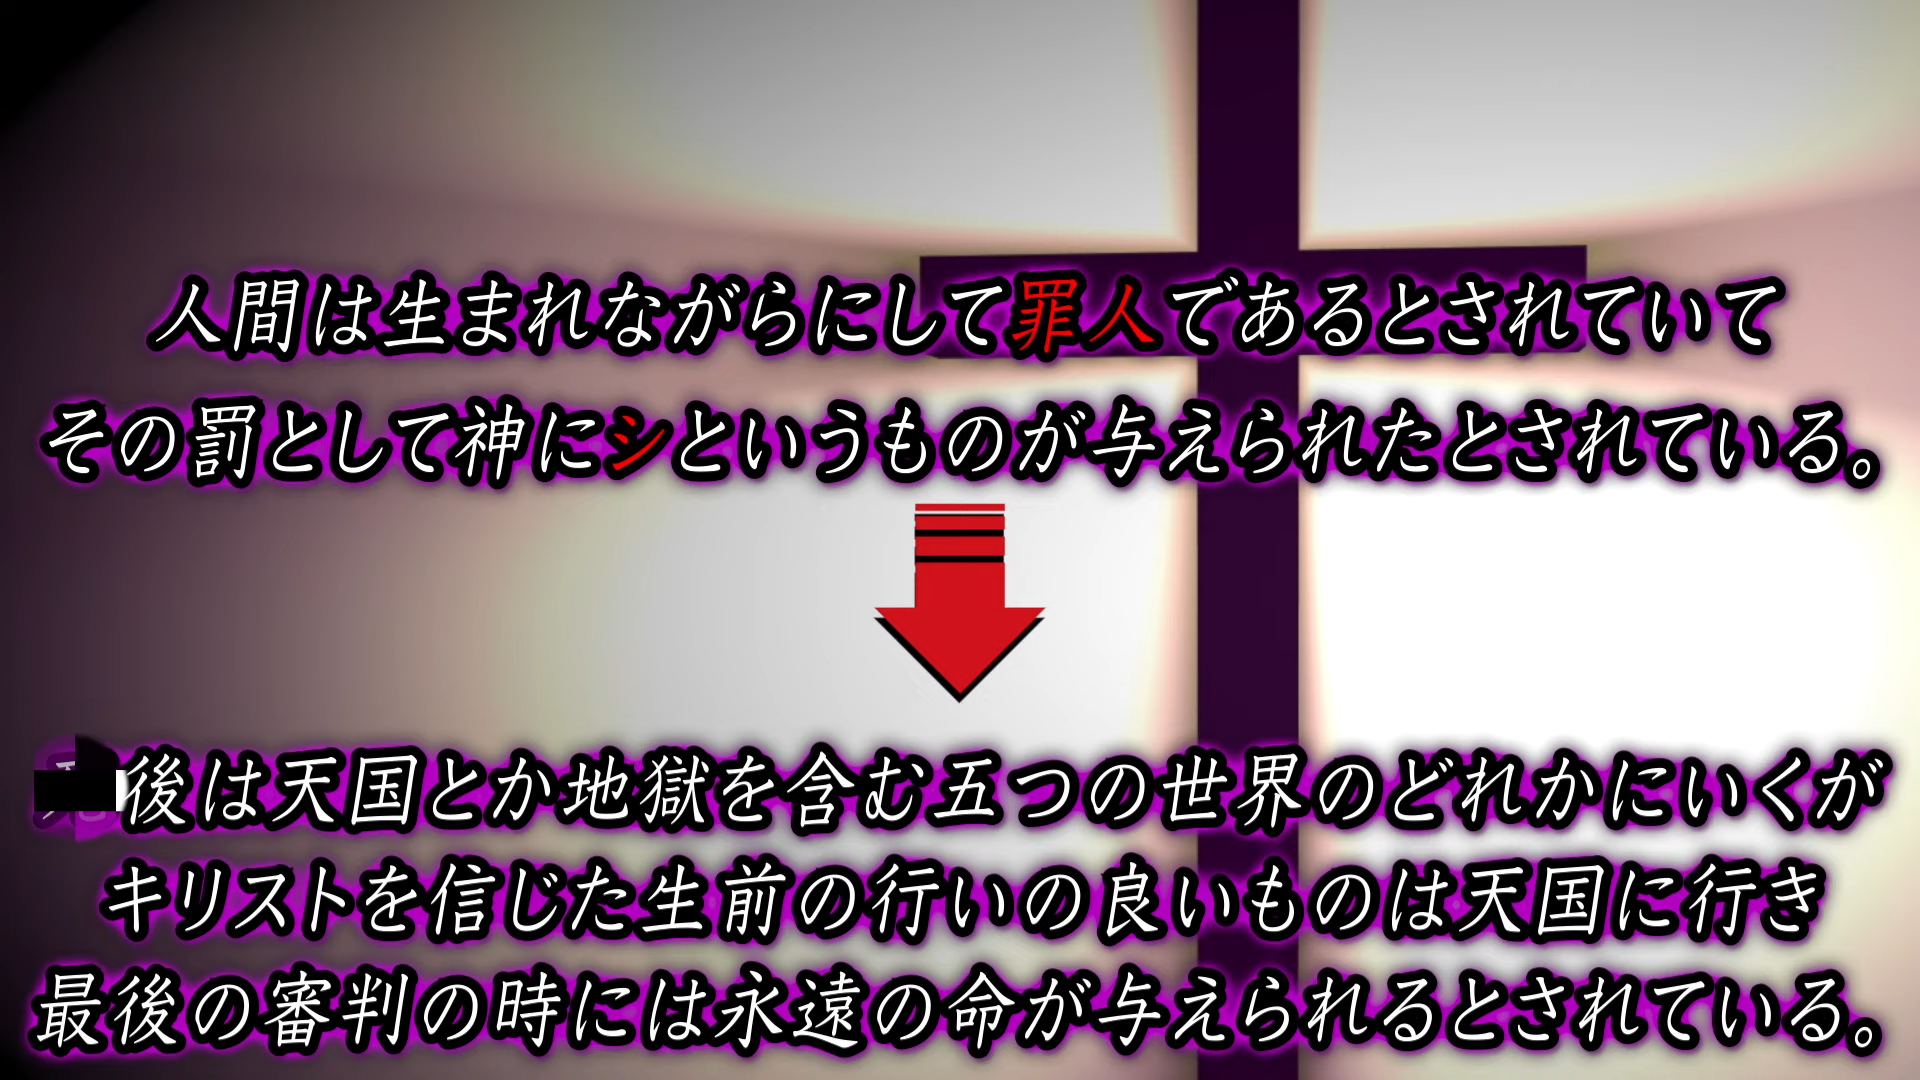 人間は生まれながらにして罪人であるとされていて
その罰として神にシというものが与えられたとされている。
後は天国とか地獄を含む五つの世界のどれかにいくが
キリストを信じた生前の行いの良いものは天国に行き
最後の審判の時には永遠の命が与えられるとされている。